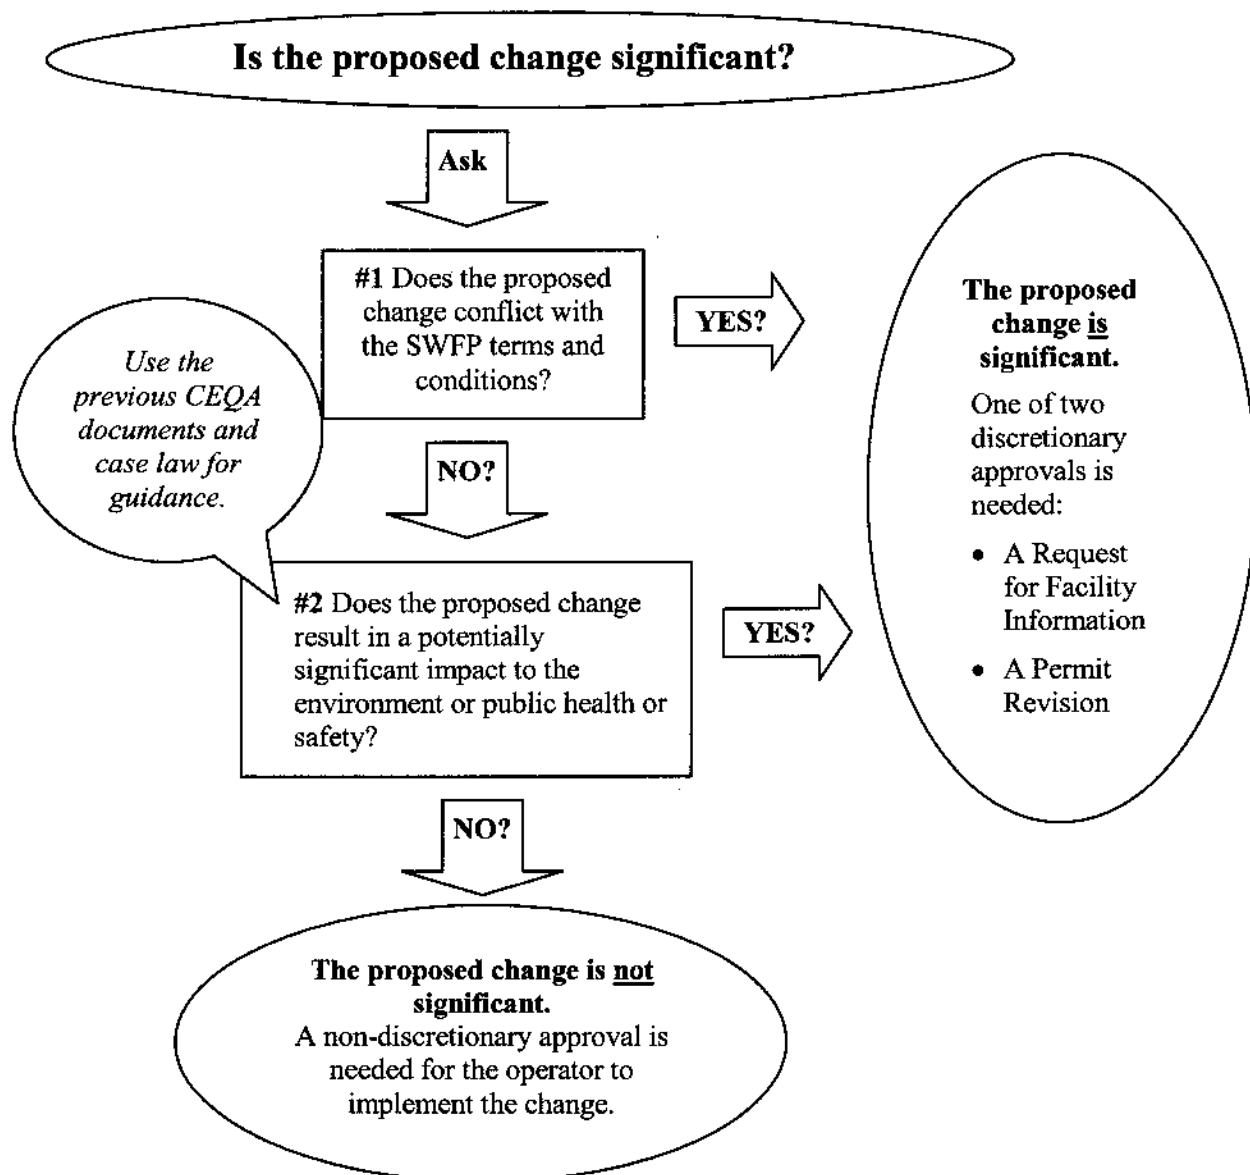 Is the proposed change significant?
Ask
#1 Does the proposed
change conflict with
the SWFP terms and
conditions?
YES?
The proposed
change is
significant.
One of two
discretionary
approvals is
needed:
• A Request
for Facility
Information
• A Permit
Revision
Use the
previous CEQA
documents and
case law for
guidance.
NO?
#2 Does the proposed change
result in a potentially
significant impact to the
environment or public health or
safety?
YES?
NO?
The proposed change is not
significant.
A non-discretionary approval is
needed for the operator to
implement the change.